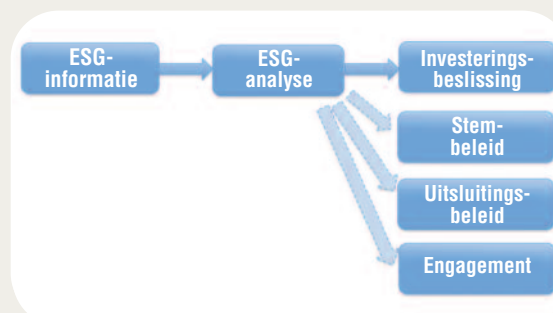 ESG-
informatie
ESG-
analyse
Investerings-
beslissing
Stem-
beleid
Uitsluitings-
beleid
Engagement